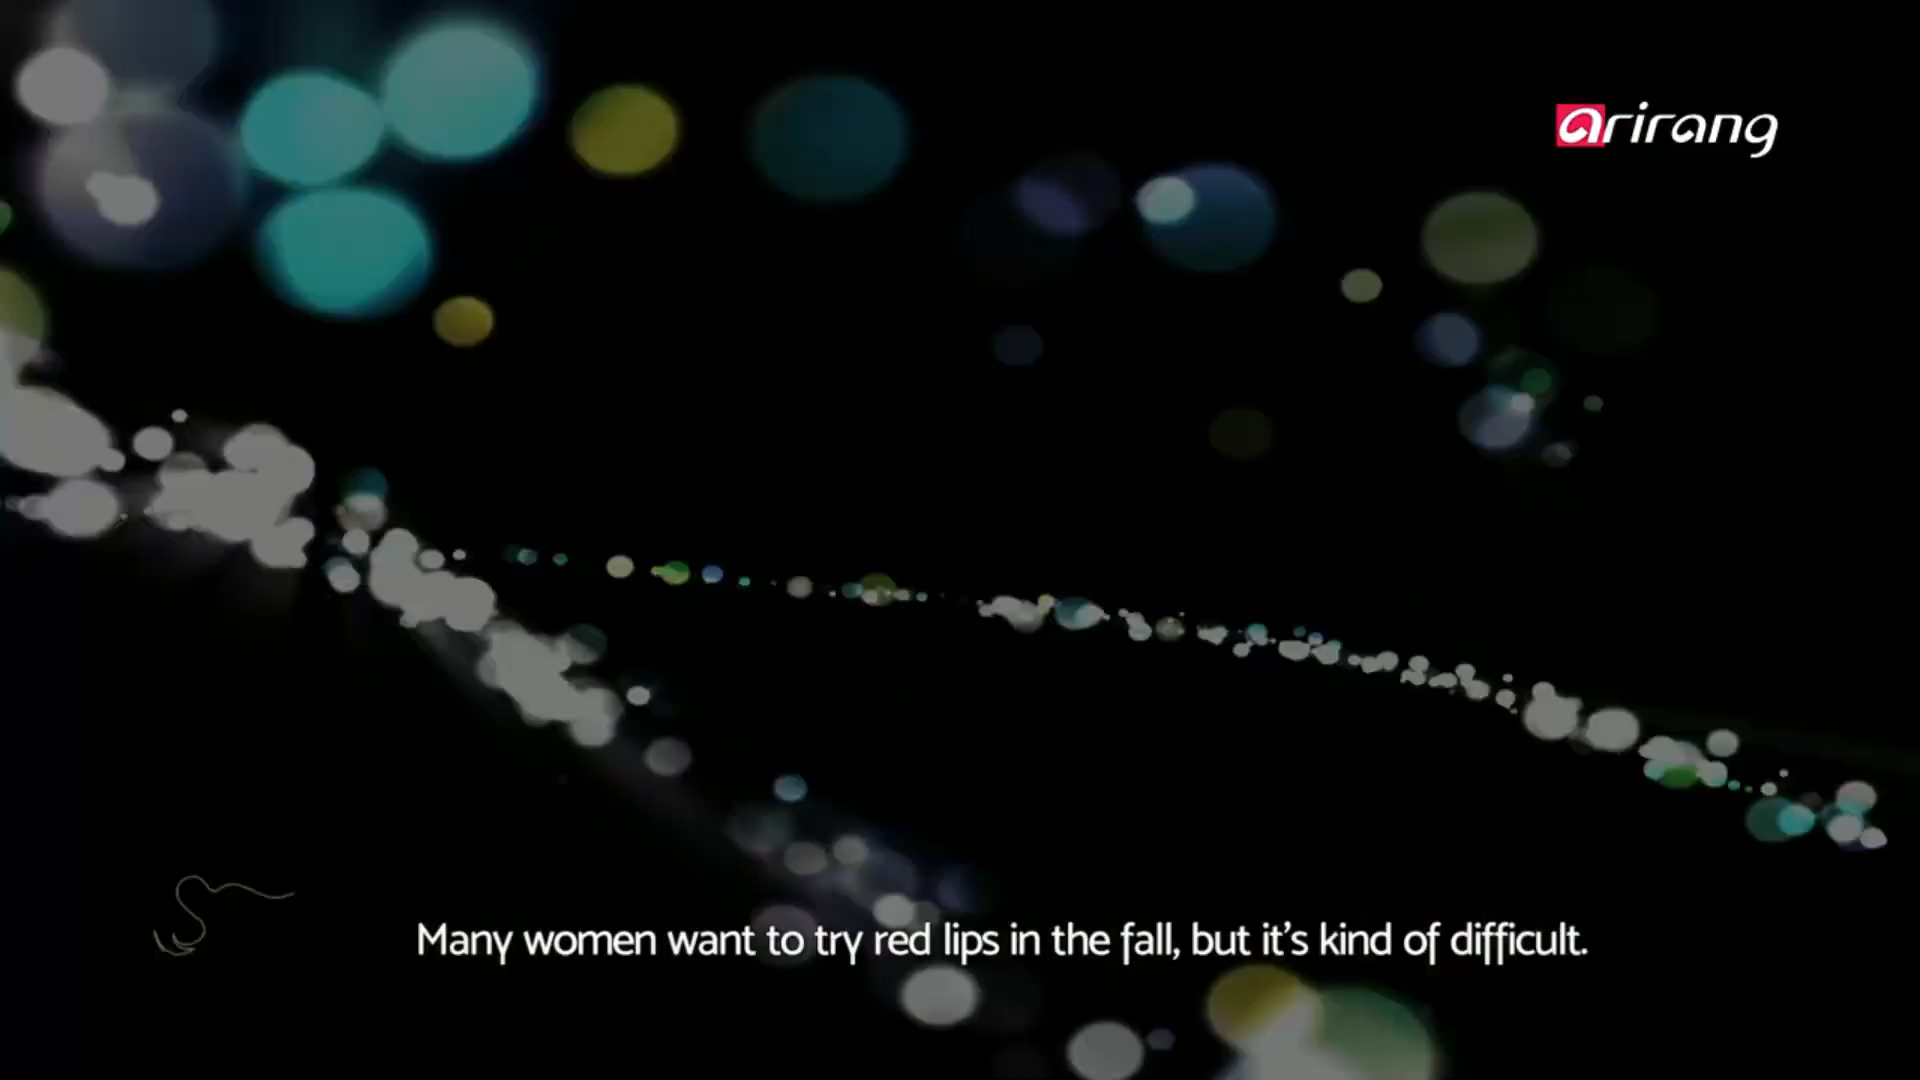 arirang
Many women want to try red lips in the fall, but it's kind of difficult.